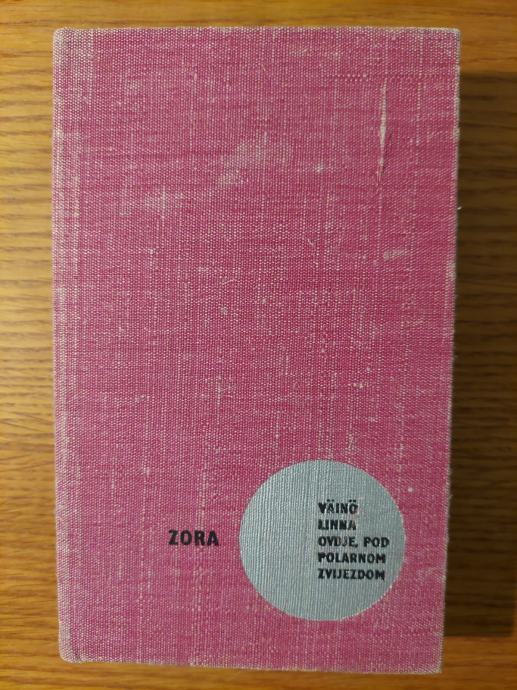 ZORA
VÄINÖ
LINNA
OVDJE, POD
POLARNOM
ZVIJEZDOM